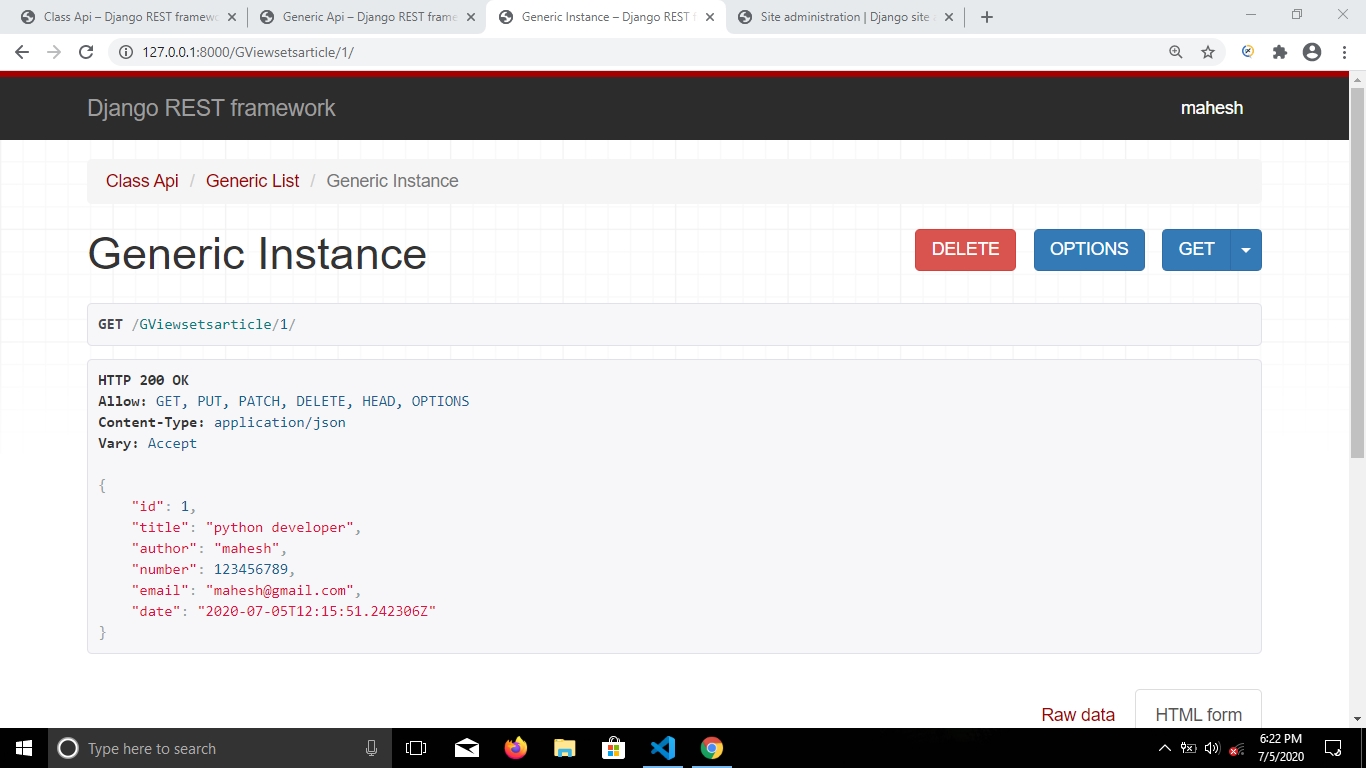 Class Api – Django REST framewo
Generic Api – Django REST frame
Generic Instance – Django REST f
Site administration | Django site a
127.0.0.1:8000/GViewsetsarticle/1/
Django REST framework
mahesh
Class Api / Generic List / Generic Instance
Generic Instance
DELETE
OPTIONS
GET
GET /GViewsetsarticle/1/
HTTP 200 OK
Allow: GET, PUT, PATCH, DELETE, HEAD, OPTIONS
Content-Type: application/json
Vary: Accept
{
"id": 1,
"title": "python developer",
"author": "mahesh",
"number": 123456789,
"email": "mahesh@gmail.com",
"date": "2020-07-05T12:15:51.242306Z"
}
Raw data
HTML form
Type here to search
6:22 PM
7/5/2020